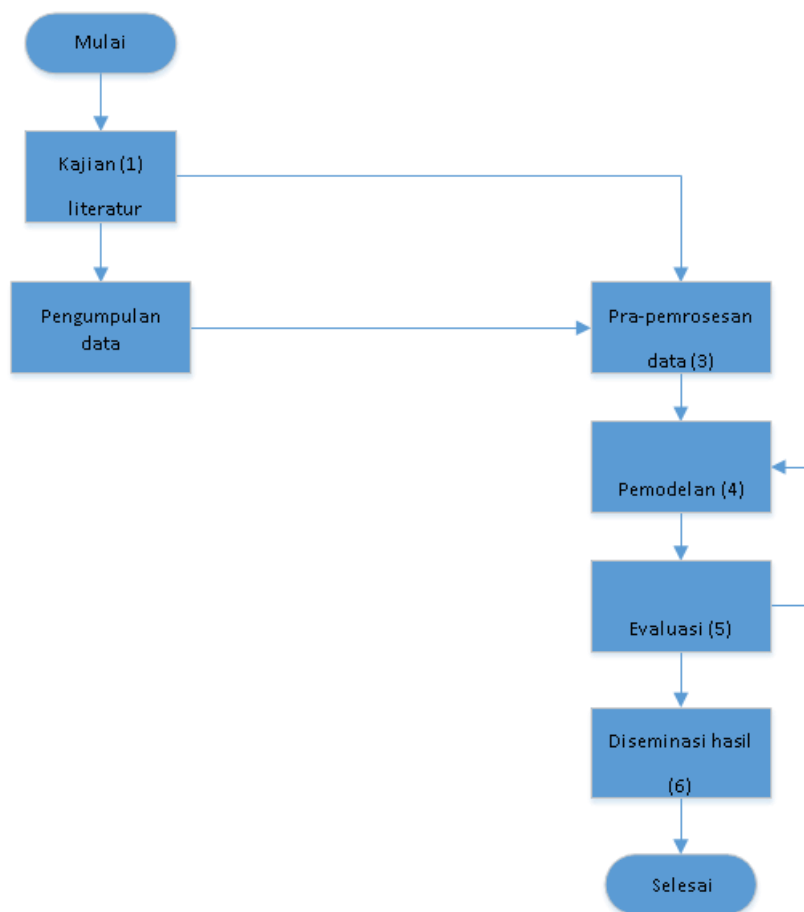 Mulai
Kajian (1)
literatur
Pengumpulan
data
Pra-pemrosesan
data (3)
Pemodelan (4)
Evaluasi (5)
Diseminasi hasil
(6)
Selesai